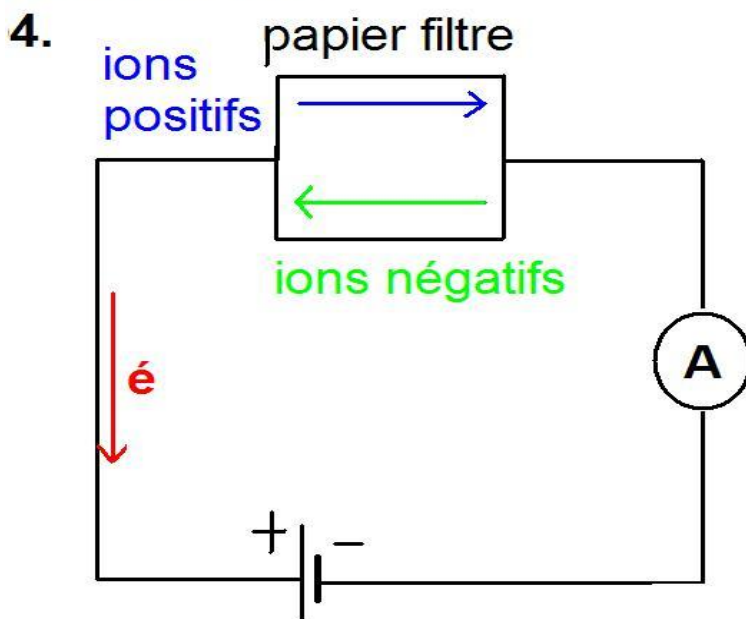 4.
papier filtre
ions
positifs
ions négatifs
é
A
+ −